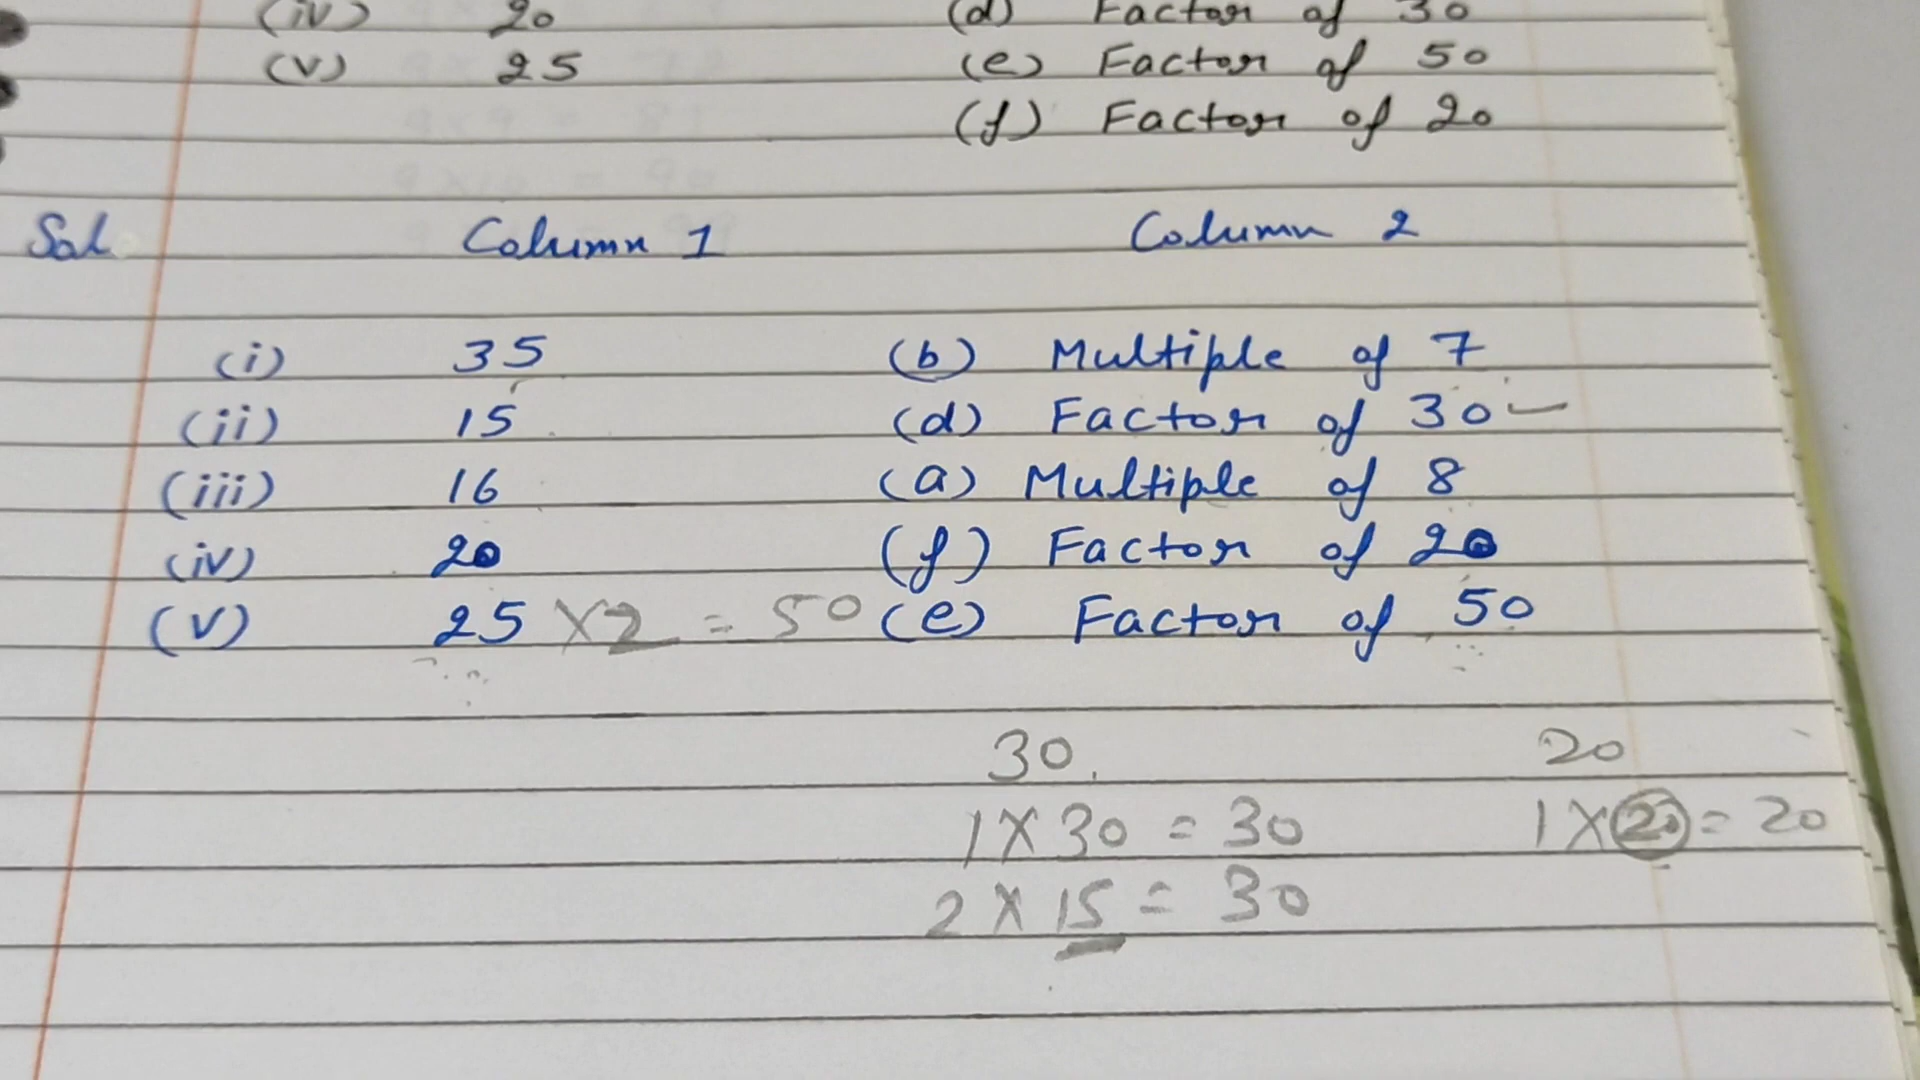 (iv) 20 (d) Factor of 30
(v) 25 (e) Factor of 50
(f) Factor of 20
Sol Column 1 Column 2
(i) 35 (b) Multiple of 7
(ii) 15 (d) Factor of 30
(iii) 16 (a) Multiple of 8
(iv) 20 (f) Factor of 20
(v) 25 × 2 = 50 (e) Factor of 50
30 20
1 × 30 = 30 1 × 20 = 20
2 × 15 = 30